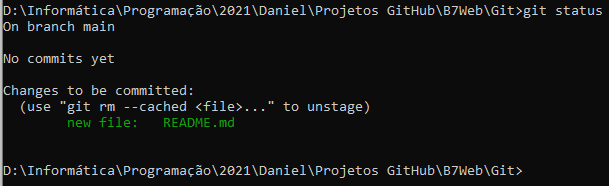 D:\Informática\Programação\2021\Daniel\Projetos GitHub\B7Web\Git>git status
On branch main
No commits yet
Changes to be committed:
(use "git rm --cached <file>..." to unstage)
new file: README.md
D:\Informática\Programação\2021\Daniel\Projetos GitHub\B7Web\Git>